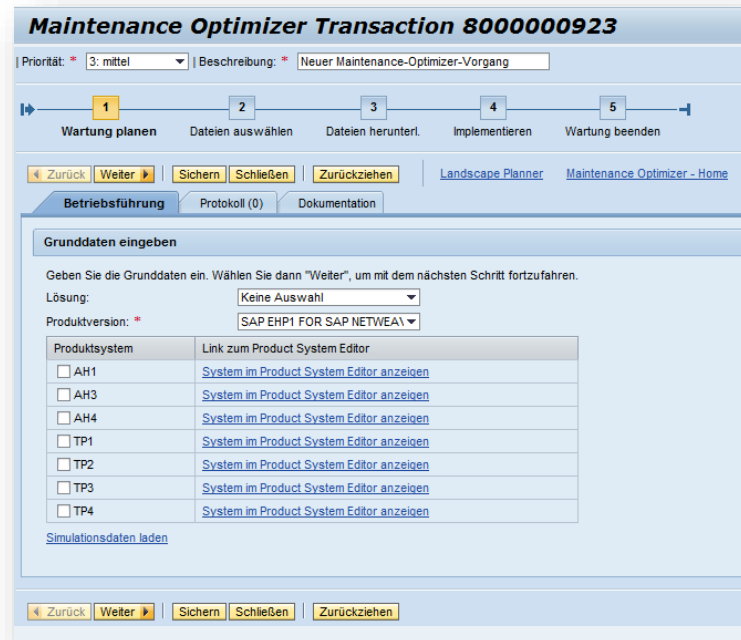 Maintenance Optimizer Transaction 8000000923
Priorität: * 3: mittel Beschreibung: * Neuer Maintenance-Optimizer-Vorgang
1 2 3 4 5
Wartung planen Dateien auswählen Dateien herunterl. Implementieren Wartung beenden
Zurück Weiter Sichern Schließen Zurückziehen Landscape Planner Maintenance Optimizer - Home
Betriebsführung Protokoll (0) Dokumentation
Grunddaten eingeben
Geben Sie die Grunddaten ein. Wählen Sie dann "Weiter", um mit dem nächsten Schritt fortzufahren.
Lösung: Keine Auswahl
Produktversion: * SAP EHP1 FOR SAP NETWEAV
Produktsystem Link zum Product System Editor
AH1 System im Product System Editor anzeigen
AH3 System im Product System Editor anzeigen
AH4 System im Product System Editor anzeigen
TP1 System im Product System Editor anzeigen
TP2 System im Product System Editor anzeigen
TP3 System im Product System Editor anzeigen
TP4 System im Product System Editor anzeigen
Simulationsdaten laden
Zurück Weiter Sichern Schließen Zurückziehen